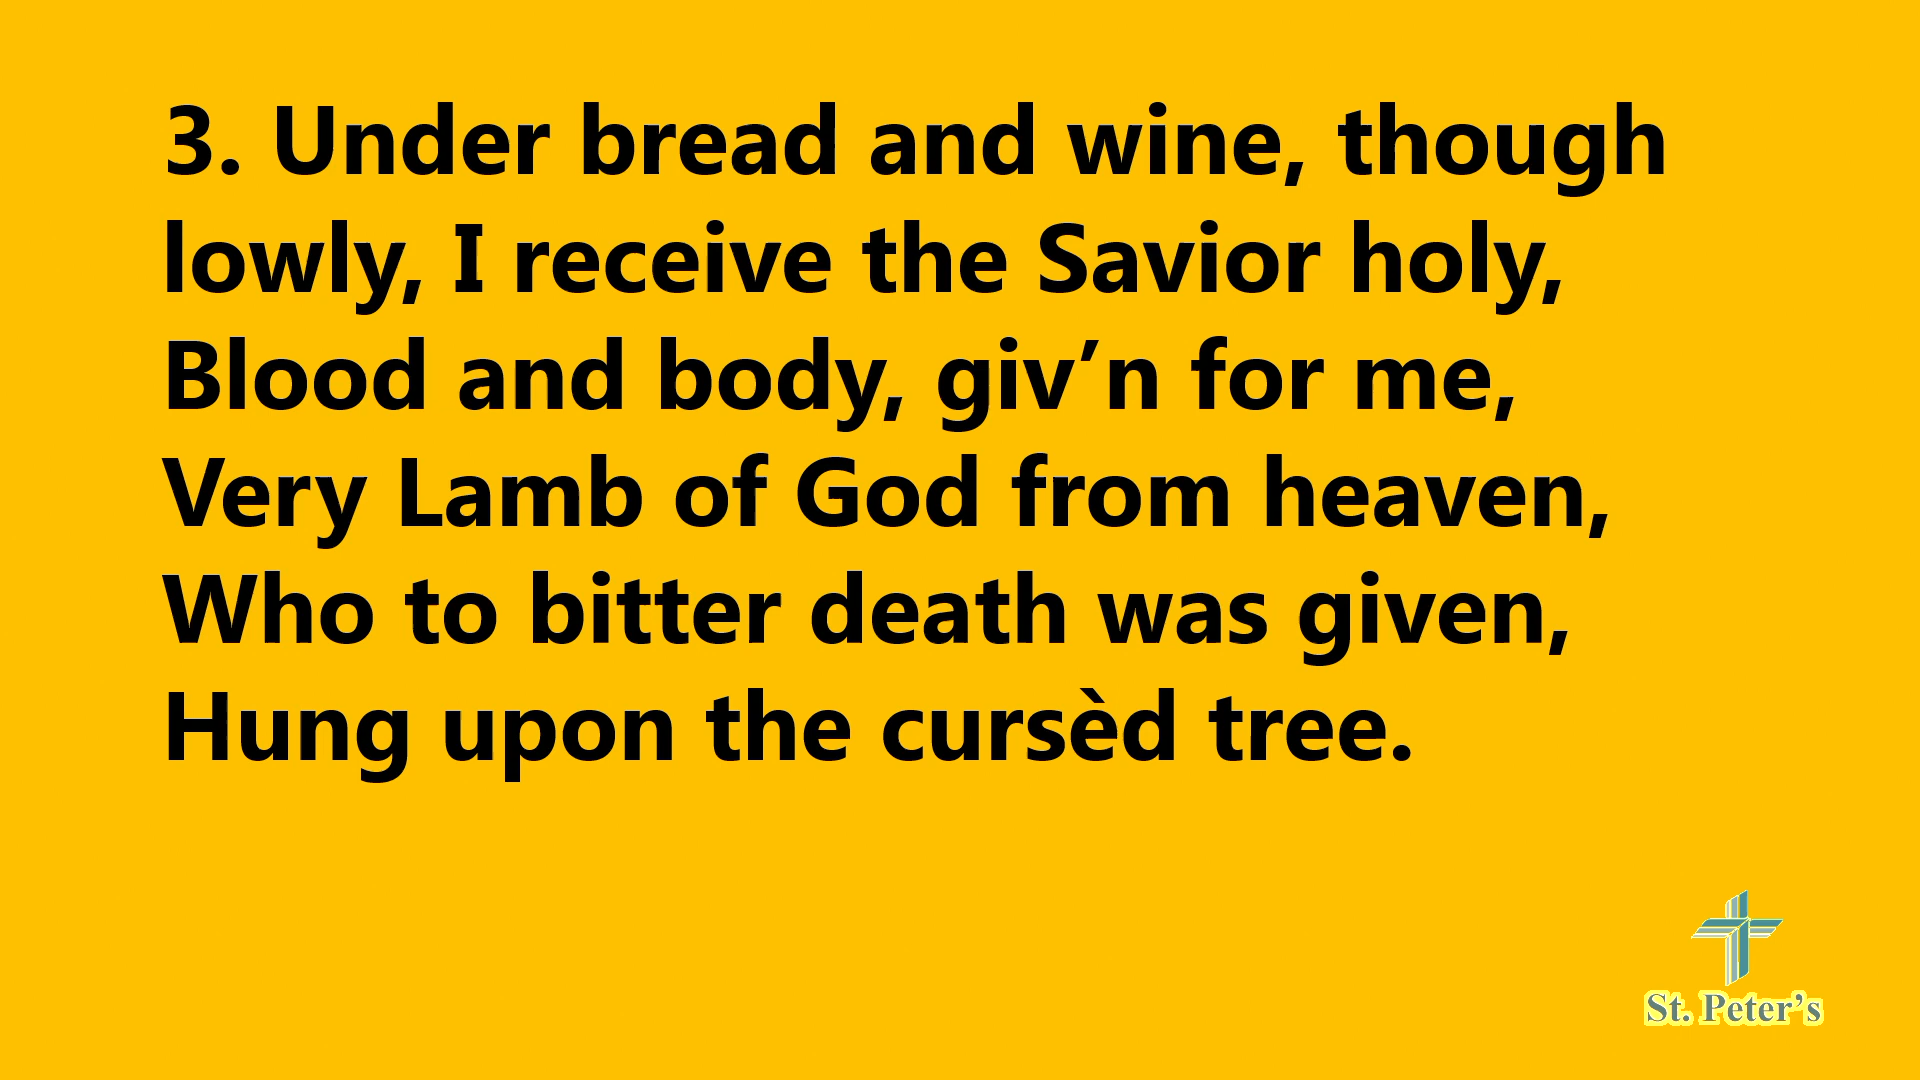 3. Under bread and wine, though
lowly, I receive the Savior holy,
Blood and body, giv’n for me,
Very Lamb of God from heaven,
Who to bitter death was given,
Hung upon the cursèd tree.
St. Peter’s